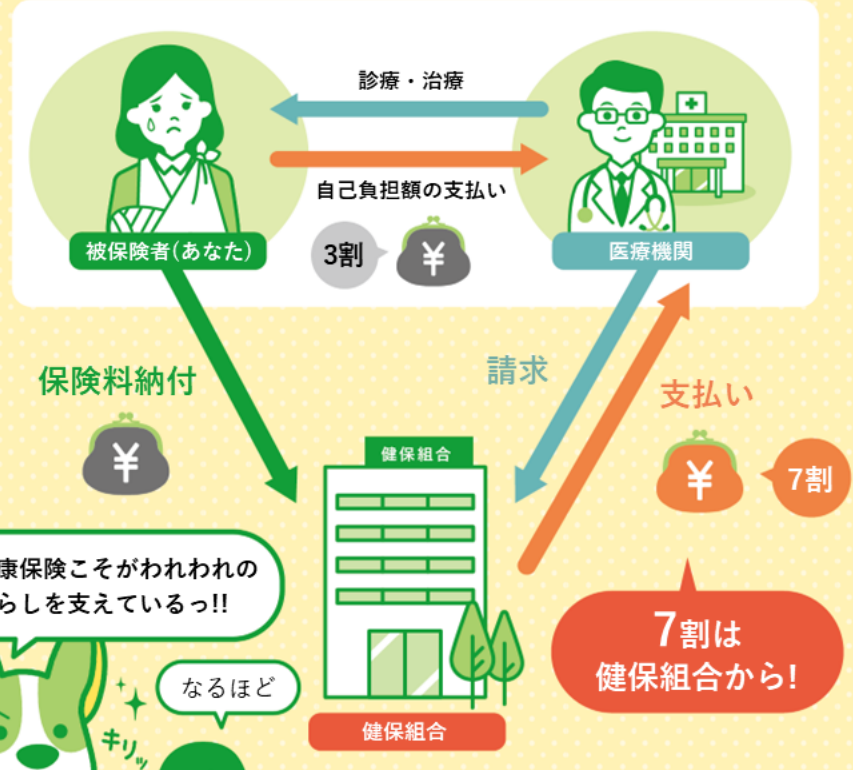 診療・治療
自己負担額の支払い
被保険者(あなた)
3割
¥
医療機関
保険料納付
¥
請求
支払い
¥
7割
健保組合
康保険こそがわれわれの
らしを支えているっ!!
7割は
健保組合から!
なるほど
キリッ
健保組合